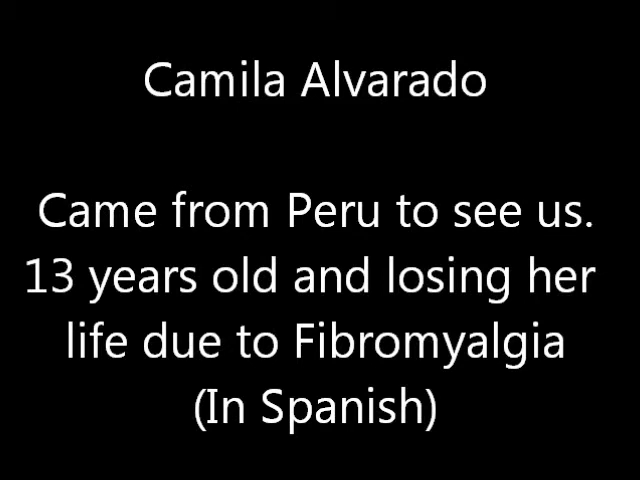 Camila Alvarado
Came from Peru to see us.
13 years old and losing her
life due to Fibromyalgia
(In Spanish)